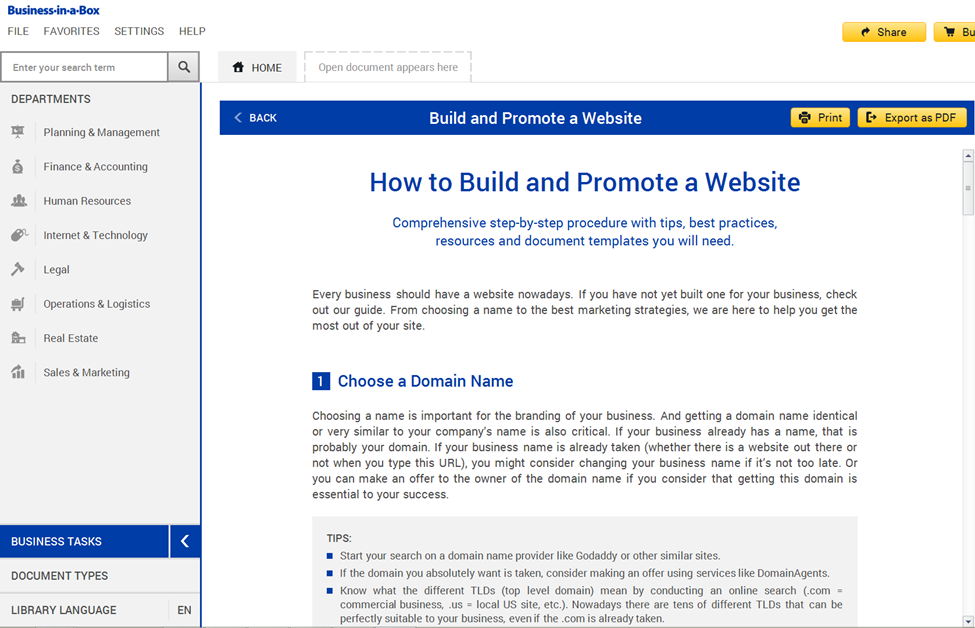 Business-in-a-Box
FILE FAVORITES SETTINGS HELP
Share
Enter your search term
HOME
Open document appears here
DEPARTMENTS
Planning & Management
Finance & Accounting
Human Resources
Internet & Technology
Legal
Operations & Logistics
Real Estate
Sales & Marketing
BUSINESS TASKS
DOCUMENT TYPES
LIBRARY LANGUAGE EN
BACK
Build and Promote a Website
Print
Export as PDF
How to Build and Promote a Website
Comprehensive step-by-step procedure with tips, best practices,
resources and document templates you will need.
Every business should have a website nowadays. If you have not yet built one for your business, check
out our guide. From choosing a name to the best marketing strategies, we are here to help you get the
most out of your site.
1 Choose a Domain Name
Choosing a name is important for the branding of your business. And getting a domain name identical
or very similar to your company's name is also critical. If your business already has a name, that is
probably your domain. If your business name is already taken (whether there is a website out there or
not when you type this URL), you might consider changing your business name if it's not too late. Or
you can make an offer to the owner of the domain name if you consider that getting this domain is
essential to your success.
TIPS:
Start your search on a domain name provider like Godaddy or other similar sites.
If the domain you absolutely want is taken, consider making an offer using services like DomainAgents.
Know what the different TLDs (top level domain) mean by conducting an online search (.com =
commercial business, .us = local US site, etc.). Nowadays there are tens of different TLDs that can be
perfectly suitable to your business, even if the .com is already taken.